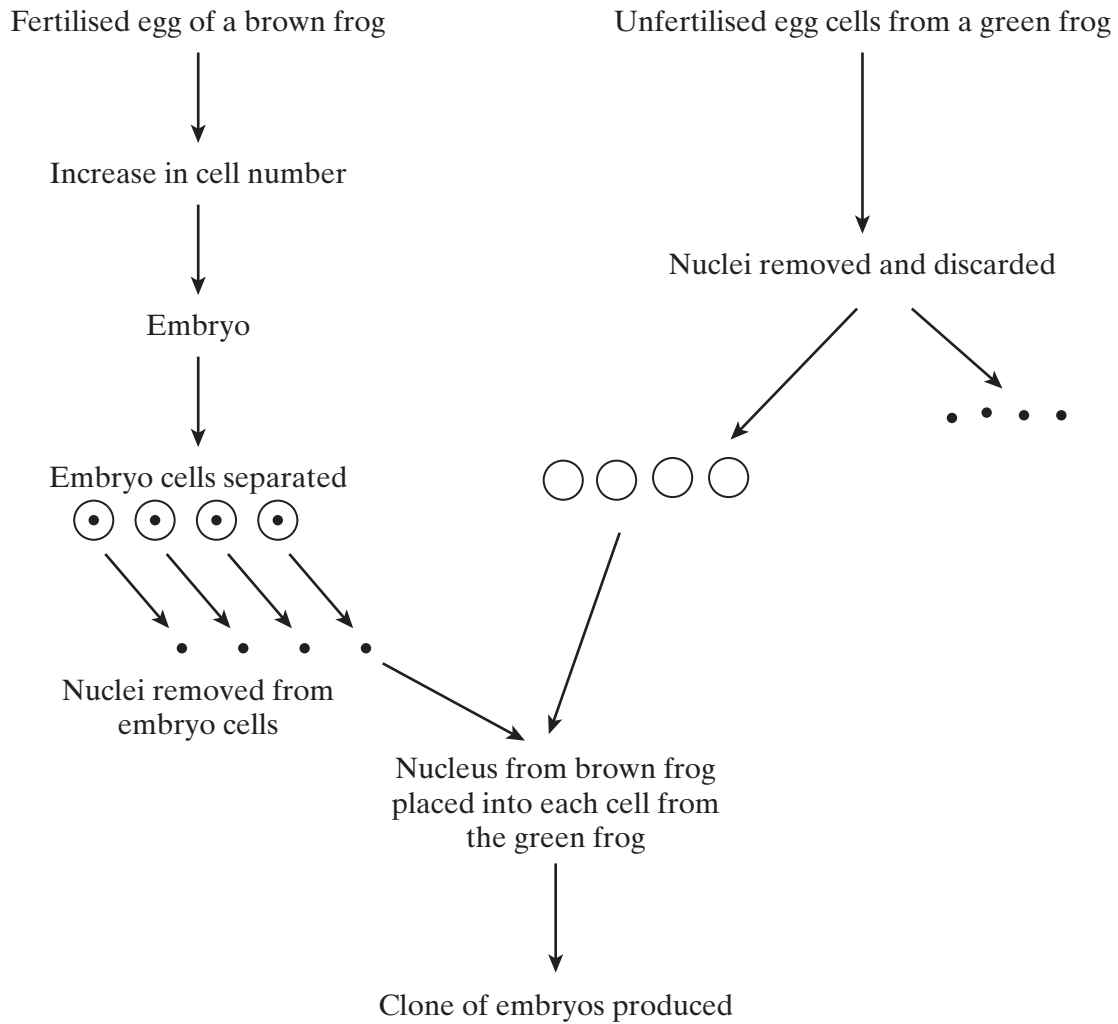 Fertilised egg of a brown frog
Unfertilised egg cells from a green frog
Increase in cell number
Nuclei removed and discarded
Embryo
Embryo cells separated
Nuclei removed from
embryo cells
Nucleus from brown frog
placed into each cell from
the green frog
Clone of embryos produced